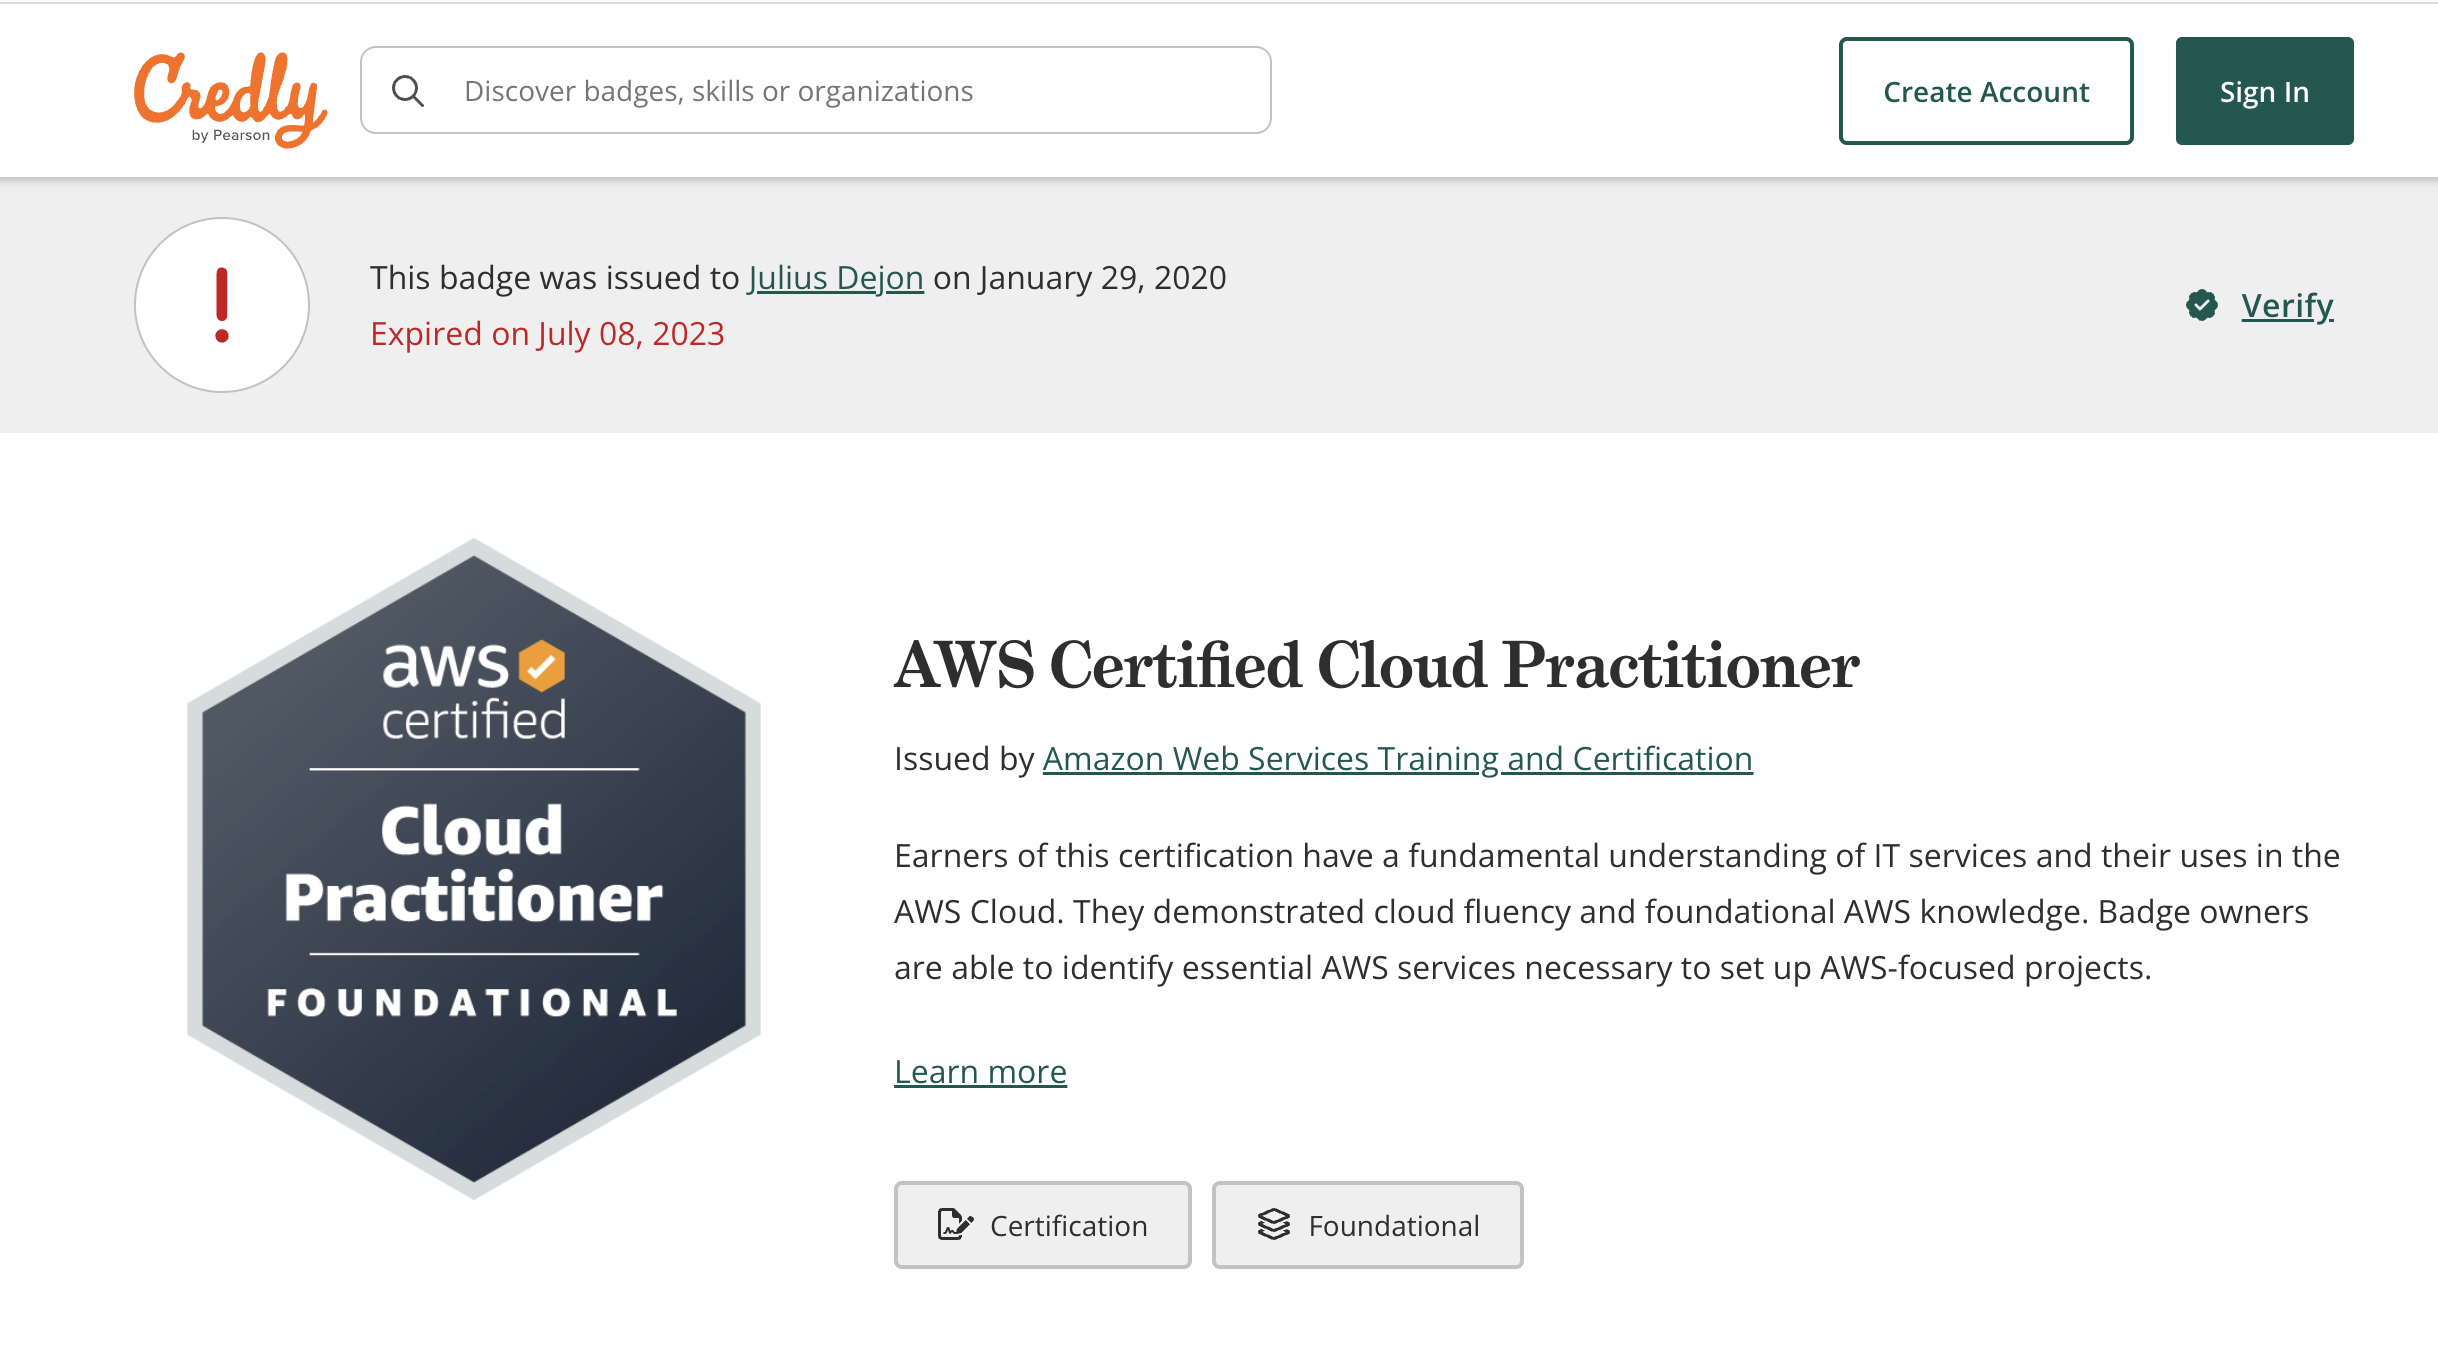 Credly
by Pearson
Discover badges, skills or organizations
Create Account
Sign In
This badge was issued to Julius Dejon on January 29, 2020
Expired on July 08, 2023
Verify
aws
certified
Cloud
Practitioner
FOUNDATIONAL
AWS Certified Cloud Practitioner
Issued by Amazon Web Services Training and Certification
Earners of this certification have a fundamental understanding of IT services and their uses in the
AWS Cloud. They demonstrated cloud fluency and foundational AWS knowledge. Badge owners
are able to identify essential AWS services necessary to set up AWS-focused projects.
Learn more
Certification
Foundational